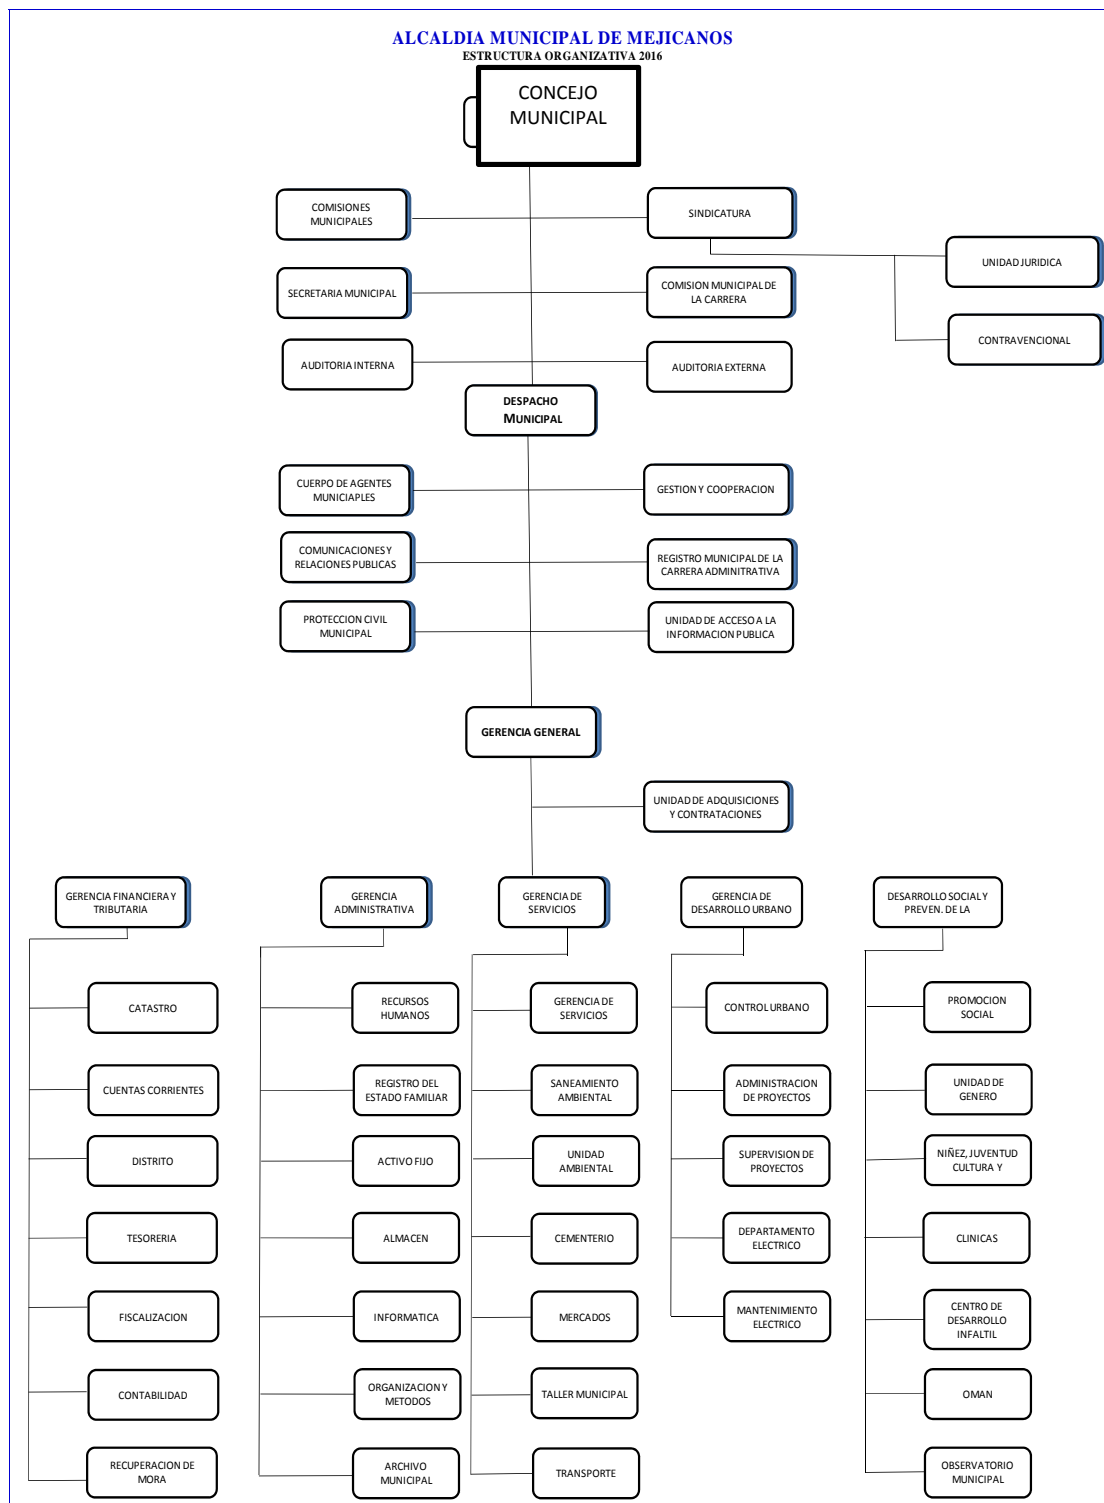 ALCALDIA MUNICIPAL DE MEJICANOS
ESTRUCTURA ORGANIZATIVA 2016
CONCEJO
MUNICIPAL
COMISIONES
MUNICIPALES
SINDICATURA
UNIDAD JURIDICA
SECRETARIA MUNICIPAL
COMISION MUNICIPAL DE
LA CARRERA
CONTRAVENCIONAL
AUDITORIA INTERNA
AUDITORIA EXTERNA
DESPACHO
MUNICIPAL
CUERPO DE AGENTES
MUNICIAPLES
GESTION Y COOPERACION
COMUNICACIONES Y
RELACIONES PUBLICAS
REGISTRO MUNICIPAL DE LA
CARRERA ADMINITRATIVA
PROTECCION CIVIL
MUNICIPAL
UNIDAD DE ACCESO A LA
INFORMACION PUBLICA
GERENCIA GENERAL
UNIDAD DE ADQUISICIONES
Y CONTRATACIONES
GERENCIA FINANCIERA Y
TRIBUTARIA
GERENCIA
ADMINISTRATIVA
GERENCIA DE
SERVICIOS
GERENCIA DE
DESARROLLO URBANO
DESARROLLO SOCIAL Y
PREVEN. DE LA
CATASTRO
RECURSOS
HUMANOS
GERENCIA DE
SERVICIOS
CONTROL URBANO
PROMOCION
SOCIAL
CUENTAS CORRIENTES
REGISTRO DEL
ESTADO FAMILIAR
SANEAMIENTO
AMBIENTAL
ADMINISTRACION
DE PROYECTOS
UNIDAD DE
GENERO
DISTRITO
ACTIVO FIJO
UNIDAD
AMBIENTAL
SUPERVISION DE
PROYECTOS
NIÑEZ, JUVENTUD
CULTURA Y
TESORERIA
ALMACEN
CEMENTERIO
DEPARTAMENTO
ELECTRICO
CLINICAS
FISCALIZACION
INFORMATICA
MERCADOS
MANTENIMIENTO
ELECTRICO
CENTRO DE
DESARROLLO
INFALTIL
CONTABILIDAD
ORGANIZACION Y
METODOS
TALLER MUNICIPAL
OMAN
RECUPERACION DE
MORA
ARCHIVO
MUNICIPAL
TRANSPORTE
OBSERVATORIO
MUNICIPAL